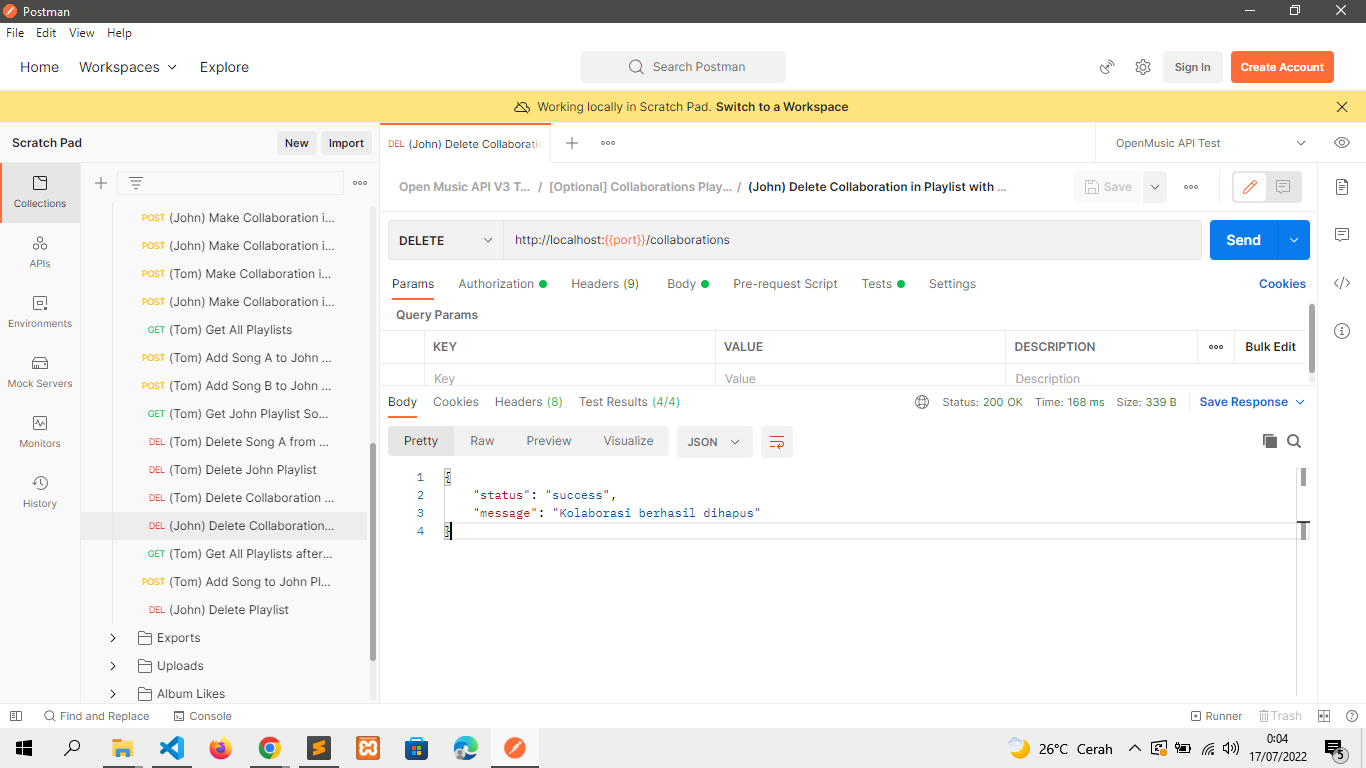 Postman
File Edit View Help
Home Workspaces Explore
Search Postman
Sign In
Create Account
Working locally in Scratch Pad. Switch to a Workspace
Scratch Pad
New
Import
DEL (John) Delete Collaboratio
OpenMusic API Test
Collections
APIs
Environments
Mock Servers
Monitors
History
POST (John) Make Collaboration i...
POST (John) Make Collaboration i...
POST (Tom) Make Collaboration i...
POST (John) Make Collaboration i...
GET (Tom) Get All Playlists
POST (Tom) Add Song A to John ...
POST (Tom) Add Song B to John ...
GET (Tom) Get John Playlist So...
DEL (Tom) Delete Song A from ...
DEL (Tom) Delete John Playlist
DEL (Tom) Delete Collaboration ...
DEL (John) Delete Collaboration...
GET (Tom) Get All Playlists after...
POST (Tom) Add Song to John Pl...
DEL (John) Delete Playlist
Exports
Uploads
Album Likes
Open Music API V3 T... / [Optional] Collaborations Play... / (John) Delete Collaboration in Playlist with ...
Save
DELETE
http://localhost:{{port}}/collaborations
Send
Params Authorization Headers (9) Body Pre-request Script Tests Settings
Cookies
Query Params
KEY VALUE DESCRIPTION
Bulk Edit
Key Value Description
Body Cookies Headers (8) Test Results (4/4)
Status: 200 OK Time: 168 ms Size: 339 B
Save Response
Pretty Raw Preview Visualize
JSON
1 {
2 "status": "success",
3 "message": "Kolaborasi berhasil dihapus"
4 }
Find and Replace Console
Runner Trash
26°C Cerah
0:04
17/07/2022
5